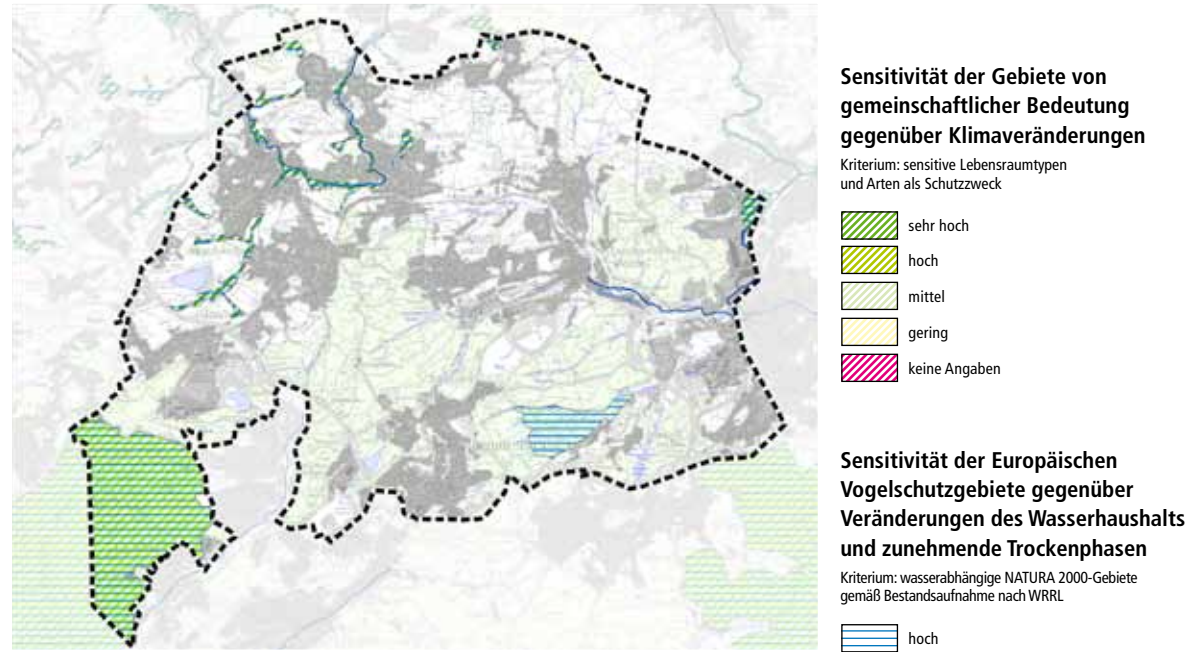 Sensitivität der Gebiete von
gemeinschaftlicher Bedeutung
gegenüber Klimaveränderungen
Kriterium: sensitive Lebensraumtypen
und Arten als Schutzzweck
sehr hoch
hoch
mittel
gering
keine Angaben
Sensitivität der Europäischen
Vogelschutzgebiete gegenüber
Veränderungen des Wasserhaushalts
und zunehmende Trockenphasen
Kriterium: wasserabhängige NATURA 2000-Gebiete
gemäß Bestandsaufnahme nach WRRL
hoch